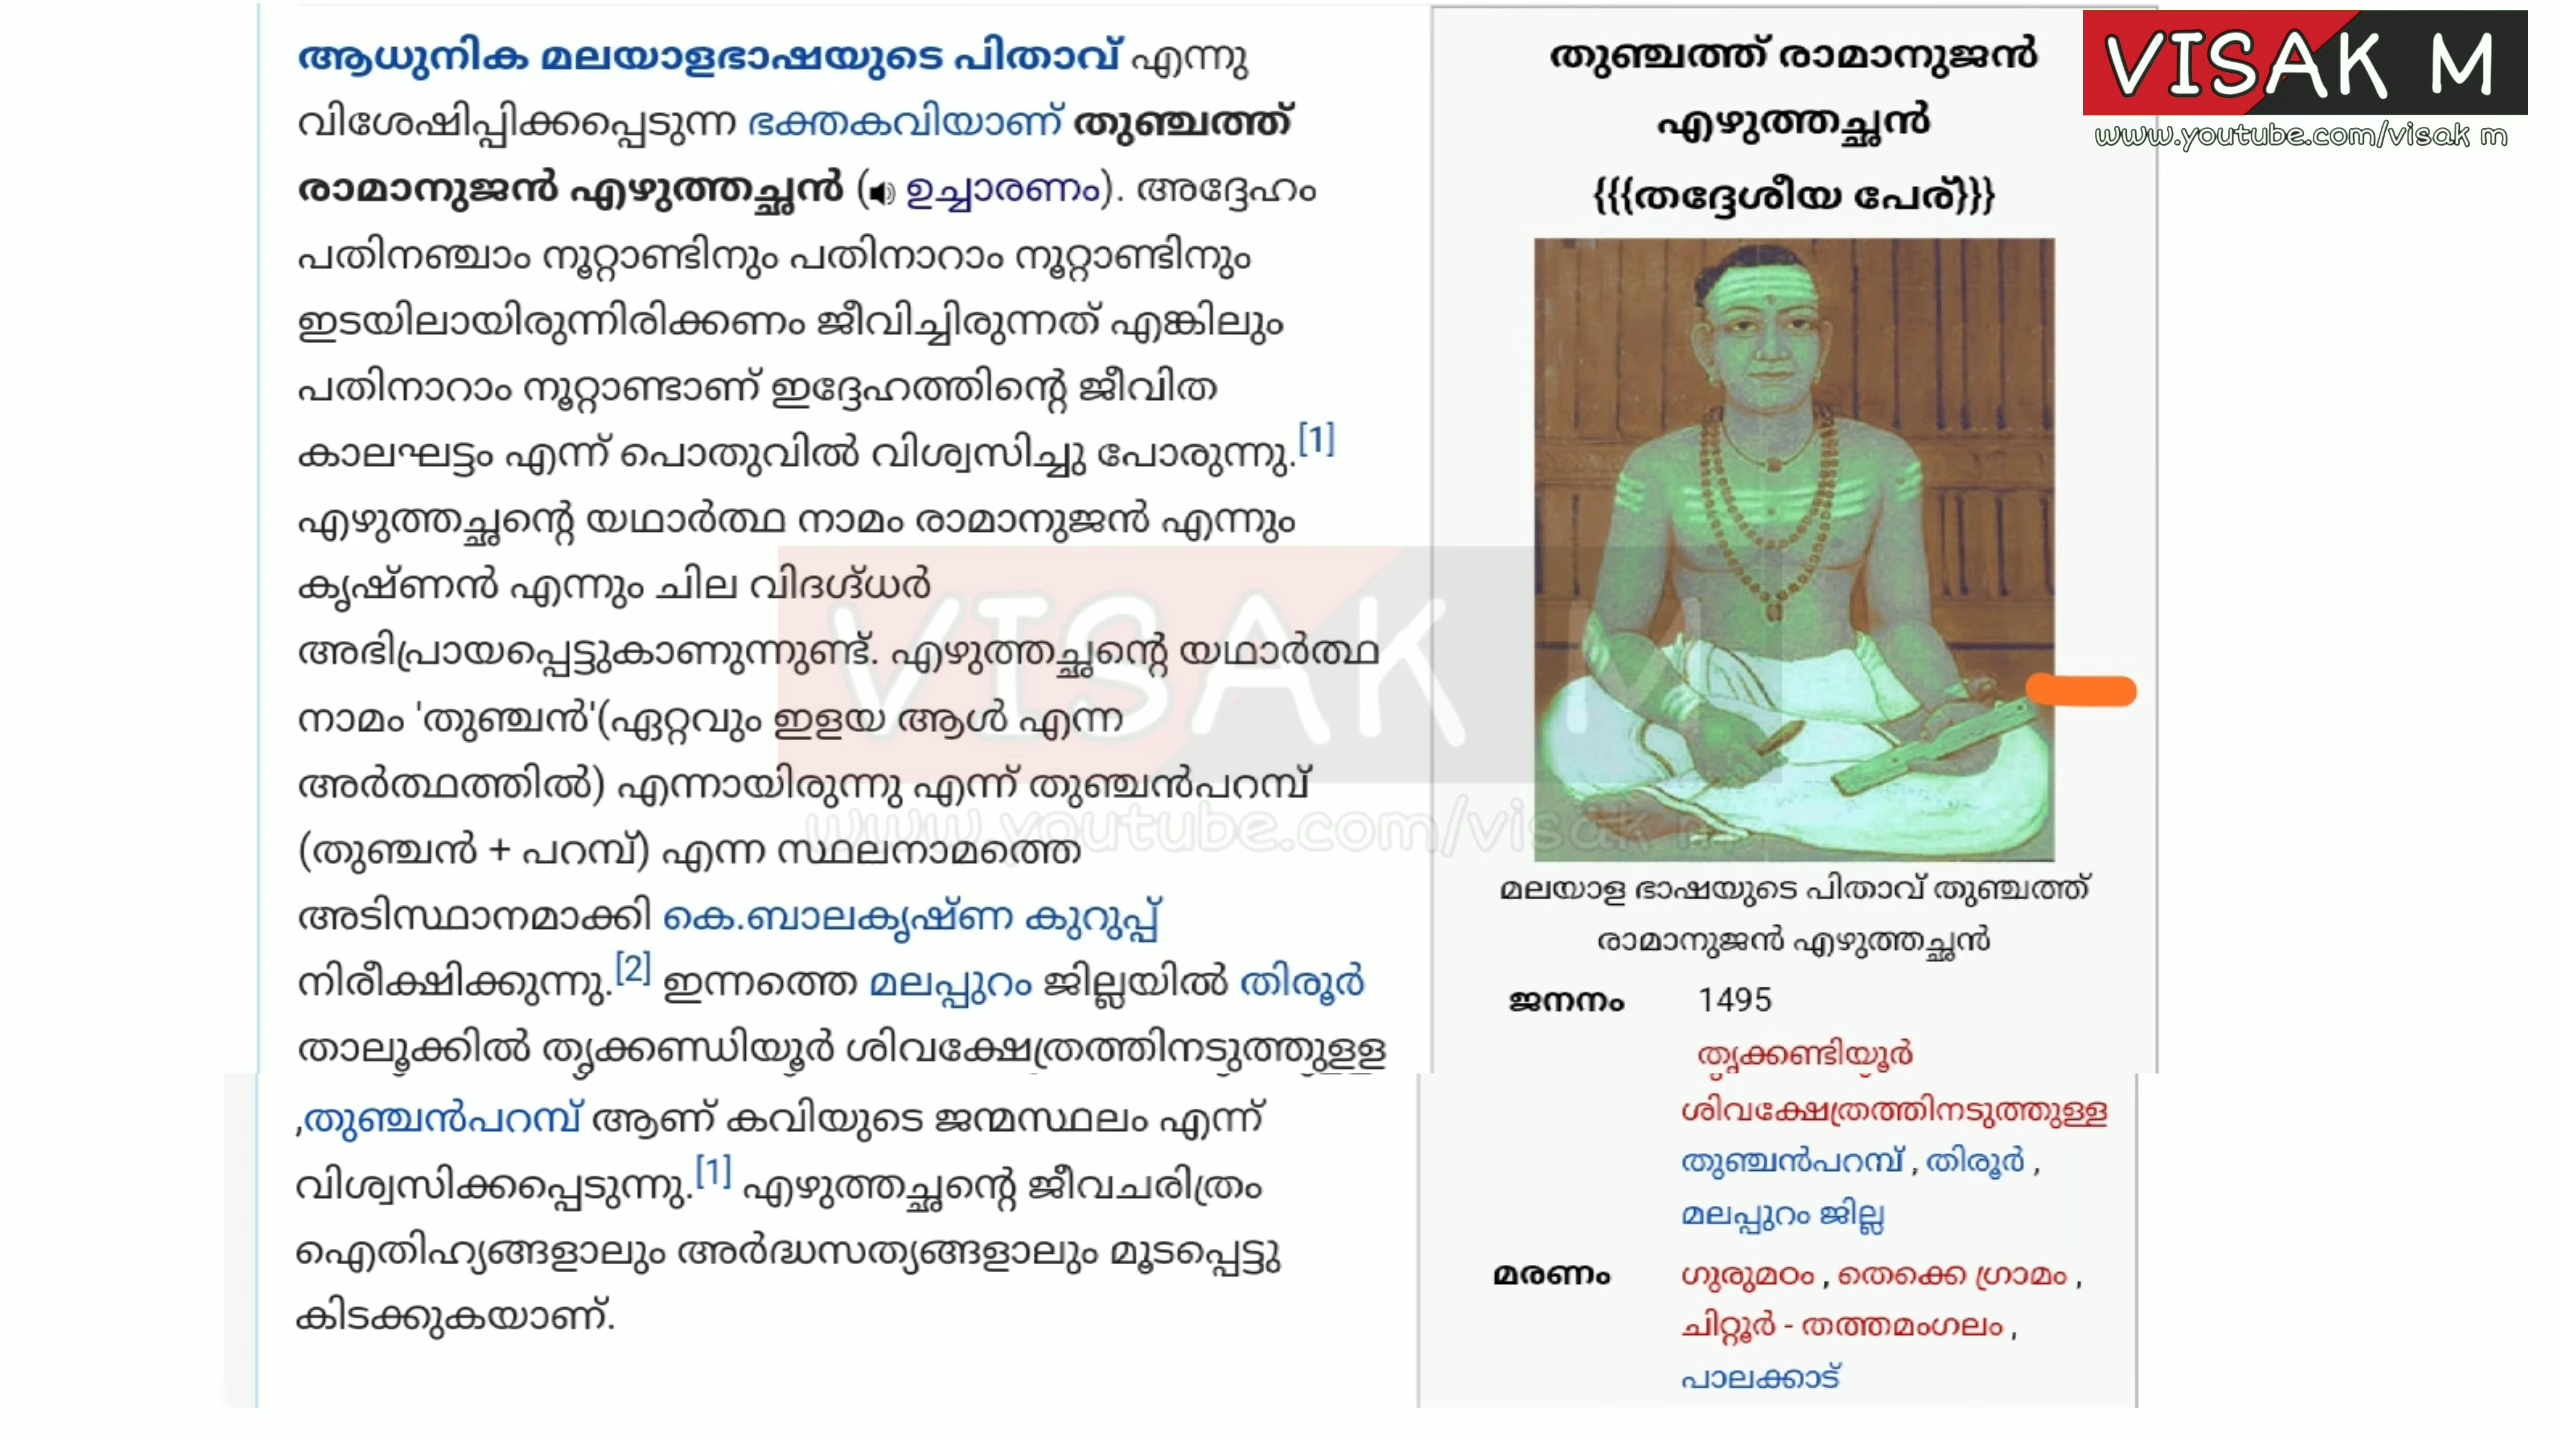 ആധുനിക മലയാളഭാഷയുടെ പിതാവ് എന്നു
വിശേഷിപ്പിക്കപ്പെടുന്ന ഭക്തകവിയാണ് തുഞ്ചത്ത്
രാമാനുജൻ എഴുത്തച്ഛൻ (ഉച്ചാരണം). അദ്ദേഹം
പതിനഞ്ചാം നൂറ്റാണ്ടിനും പതിനാറാം നൂറ്റാണ്ടിനും
ഇടയിലായിരുന്നിരിക്കണം ജീവിച്ചിരുന്നത് എങ്കിലും
പതിനാറാം നൂറ്റാണ്ടാണ് ഇദ്ദേഹത്തിന്റെ ജീവിത
കാലഘട്ടം എന്ന് പൊതുവിൽ വിശ്വസിച്ചു പോരുന്നു.[1]
എഴുത്തച്ഛന്റെ യഥാർത്ഥ നാമം രാമാനുജൻ എന്നും
കൃഷ്ണൻ എന്നും ചില വിദഗ്ദ്ധർ
അഭിപ്രായപ്പെട്ടുകാണുന്നുണ്ട്. എഴുത്തച്ഛന്റെ യഥാർത്ഥ
നാമം 'തുഞ്ചൻ'(ഏറ്റവും ഇളയ ആൾ എന്ന
അർത്ഥത്തിൽ) എന്നായിരുന്നു എന്ന് തുഞ്ചൻപറമ്പ്
(തുഞ്ചൻ + പറമ്പ്) എന്ന സ്ഥലനാമത്തെ
അടിസ്ഥാനമാക്കി കെ.ബാലകൃഷ്ണ കുറുപ്പ്
നിരീക്ഷിക്കുന്നു.[2] ഇന്നത്തെ മലപ്പുറം ജില്ലയിൽ തിരൂർ
താലൂക്കിൽ തൃക്കണ്ഡിയൂർ ശിവക്ഷേത്രത്തിനടുത്തുളള
,തുഞ്ചൻപറമ്പ് ആണ് കവിയുടെ ജന്മസ്ഥലം എന്ന്
വിശ്വസിക്കപ്പെടുന്നു.[1] എഴുത്തച്ഛന്റെ ജീവചരിത്രം
ഐതിഹ്യങ്ങളാലും അർദ്ധസത്യങ്ങളാലും മൂടപ്പെട്ടു
കിടക്കുകയാണ്.
തുഞ്ചത്ത് രാമാനുജൻ
എഴുത്തച്ഛൻ
{{{തദ്ദേശീയ പേര്}}}
മലയാള ഭാഷയുടെ പിതാവ് തുഞ്ചത്ത്
രാമാനുജൻ എഴുത്തച്ഛൻ
ജനനം 1495
തൃക്കണ്ടിയൂർ
ശിവക്ഷേത്രത്തിനടുത്തുള്ള
തുഞ്ചൻപറമ്പ് , തിരൂർ ,
മലപ്പുറം ജില്ല
മരണം ഗുരുമഠം , തെക്കെ ഗ്രാമം ,
ചിറ്റൂർ - തത്തമംഗലം ,
പാലക്കാട്
VISAK M
www.youtube.com/visak m
VISAK M
www.youtube.com/visak m